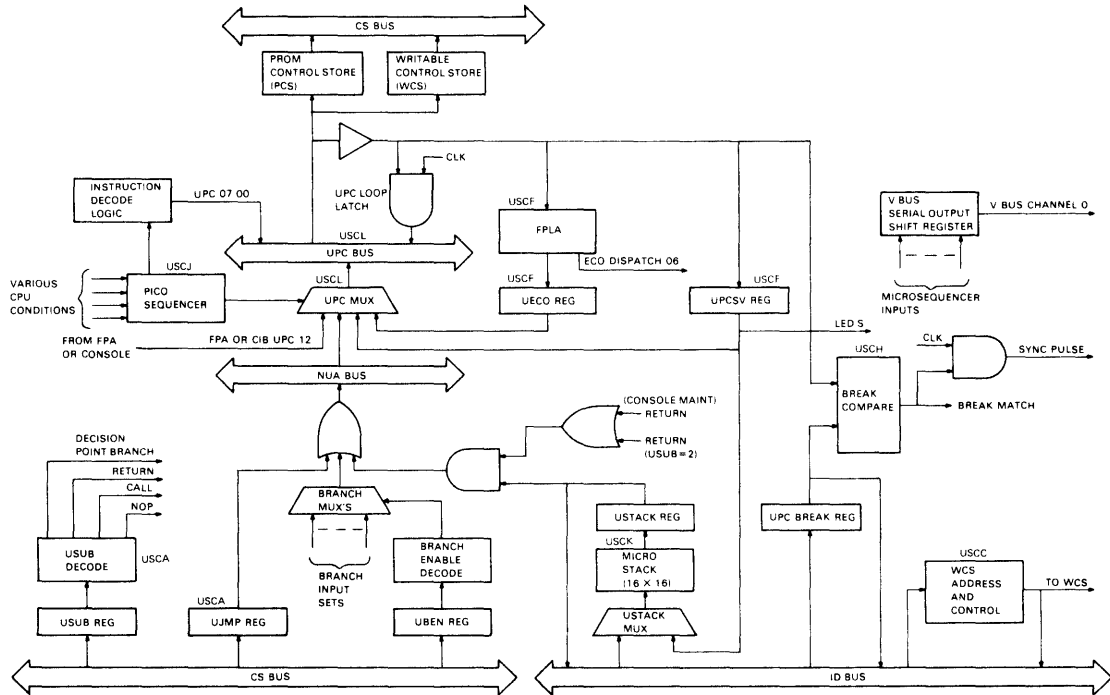 CS BUS
PROM
CONTROL STORE
(PCS)
WRITABLE
CONTROL STORE
(WCS)
CLK
INSTRUCTION
DECODE
LOGIC
UPC 07 00
UPC LOOP
LATCH
USCF
FPLA
V BUS
SERIAL OUTPUT
SHIFT REGISTER
V BUS CHANNEL 0
USCL
UPC BUS
ECO DISPATCH 06
VARIOUS
CPU
CONDITIONS
USCJ
PICO
SEQUENCER
USCL
UPC MUX
USCF
UECO REG
USCF
UPCSV REG
MICROSEQUENCER
INPUTS
FROM FPA
OR CONSOLE
FPA OR CIB UPC 12
LED S
NUA BUS
CLK
USCH
SYNC PULSE
BREAK
COMPARE
BREAK MATCH
(CONSOLE MAINT)
RETURN
RETURN
(USUB = 2)
DECISION
POINT BRANCH
RETURN
CALL
NOP
BRANCH
MUX'S
USTACK REG
UPC BREAK REG
USUB
DECODE
USCA
BRANCH
ENABLE
DECODE
USCK
MICRO
STACK
(16 X 16)
USCC
WCS
ADDRESS
AND
CONTROL
TO WCS
BRANCH
INPUT
SETS
USCA
USUB REG
UJMP REG
UBEN REG
USTACK
MUX
CS BUS
ID BUS